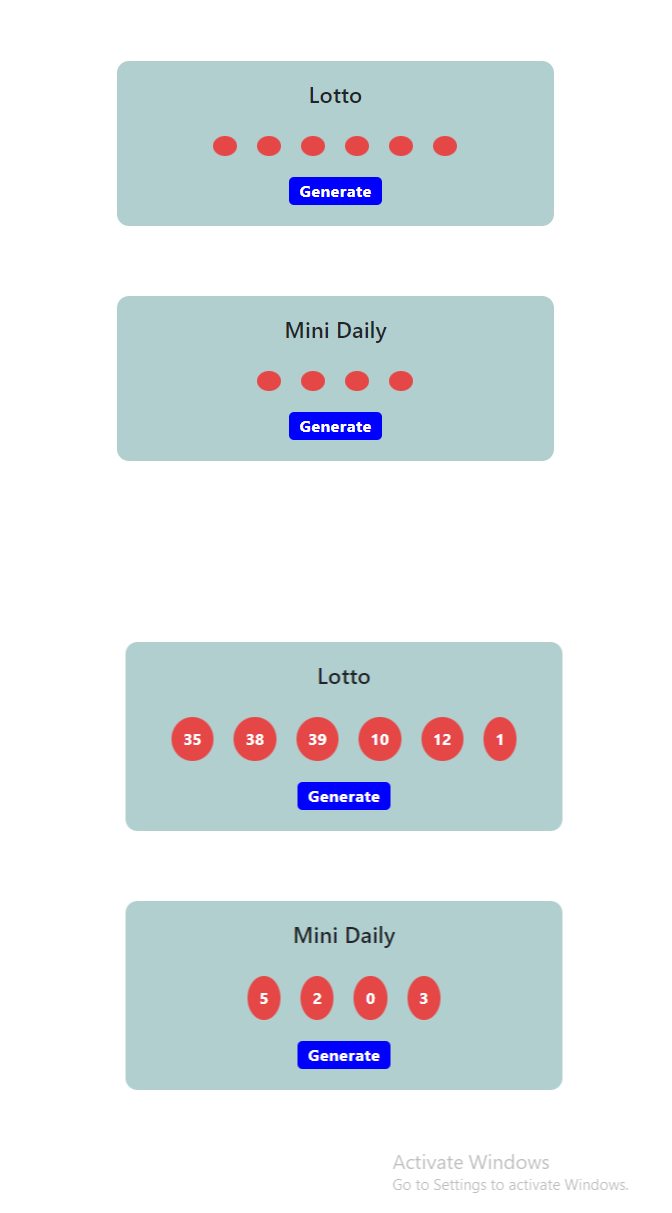 Lotto
Generate
Mini Daily
Generate
Lotto
35 38 39 10 12 1
Generate
Mini Daily
5 2 0 3
Generate
Activate Windows
Go to Settings to activate Windows.